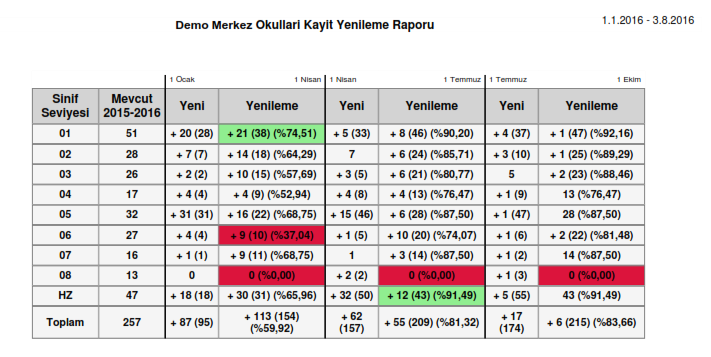 1.1.2016 - 3.8.2016
Demo Merkez Okullari Kayit Yenileme Raporu
1 Ocak 1 Nisan 1 Nisan 1 Temmuz 1 Temmuz 1 Ekim
Sinif Seviyesi Mevcut 2015-2016 Yeni Yenileme Yeni Yenileme Yeni Yenileme
01 51 + 20 (28) + 21 (38) (%74,51) + 5 (33) + 8 (46) (%90,20) + 4 (37) + 1 (47) (%92,16)
02 28 + 7 (7) + 14 (18) (%64,29) 7 + 6 (24) (%85,71) + 3 (10) + 1 (25) (%89,29)
03 26 + 2 (2) + 10 (15) (%57,69) + 3 (5) + 6 (21) (%80,77) 5 + 2 (23) (%88,46)
04 17 + 4 (4) + 4 (9) (%52,94) + 4 (8) + 4 (13) (%76,47) + 1 (9) 13 (%76,47)
05 32 + 31 (31) + 16 (22) (%68,75) + 15 (46) + 6 (28) (%87,50) + 1 (47) 28 (%87,50)
06 27 + 4 (4) + 9 (10) (%37,04) + 1 (5) + 10 (20) (%74,07) + 1 (6) + 2 (22) (%81,48)
07 16 + 1 (1) + 9 (11) (%68,75) 1 + 3 (14) (%87,50) + 1 (2) 14 (%87,50)
08 13 0 0 (%0,00) + 2 (2) 0 (%0,00) + 1 (3) 0 (%0,00)
HZ 47 + 18 (18) + 30 (31) (%65,96) + 32 (50) + 12 (43) (%91,49) + 5 (55) 43 (%91,49)
Toplam 257 + 87 (95) + 113 (154) (%59,92) + 62 (157) + 55 (209) (%81,32) + 17 (174) + 6 (215) (%83,66)